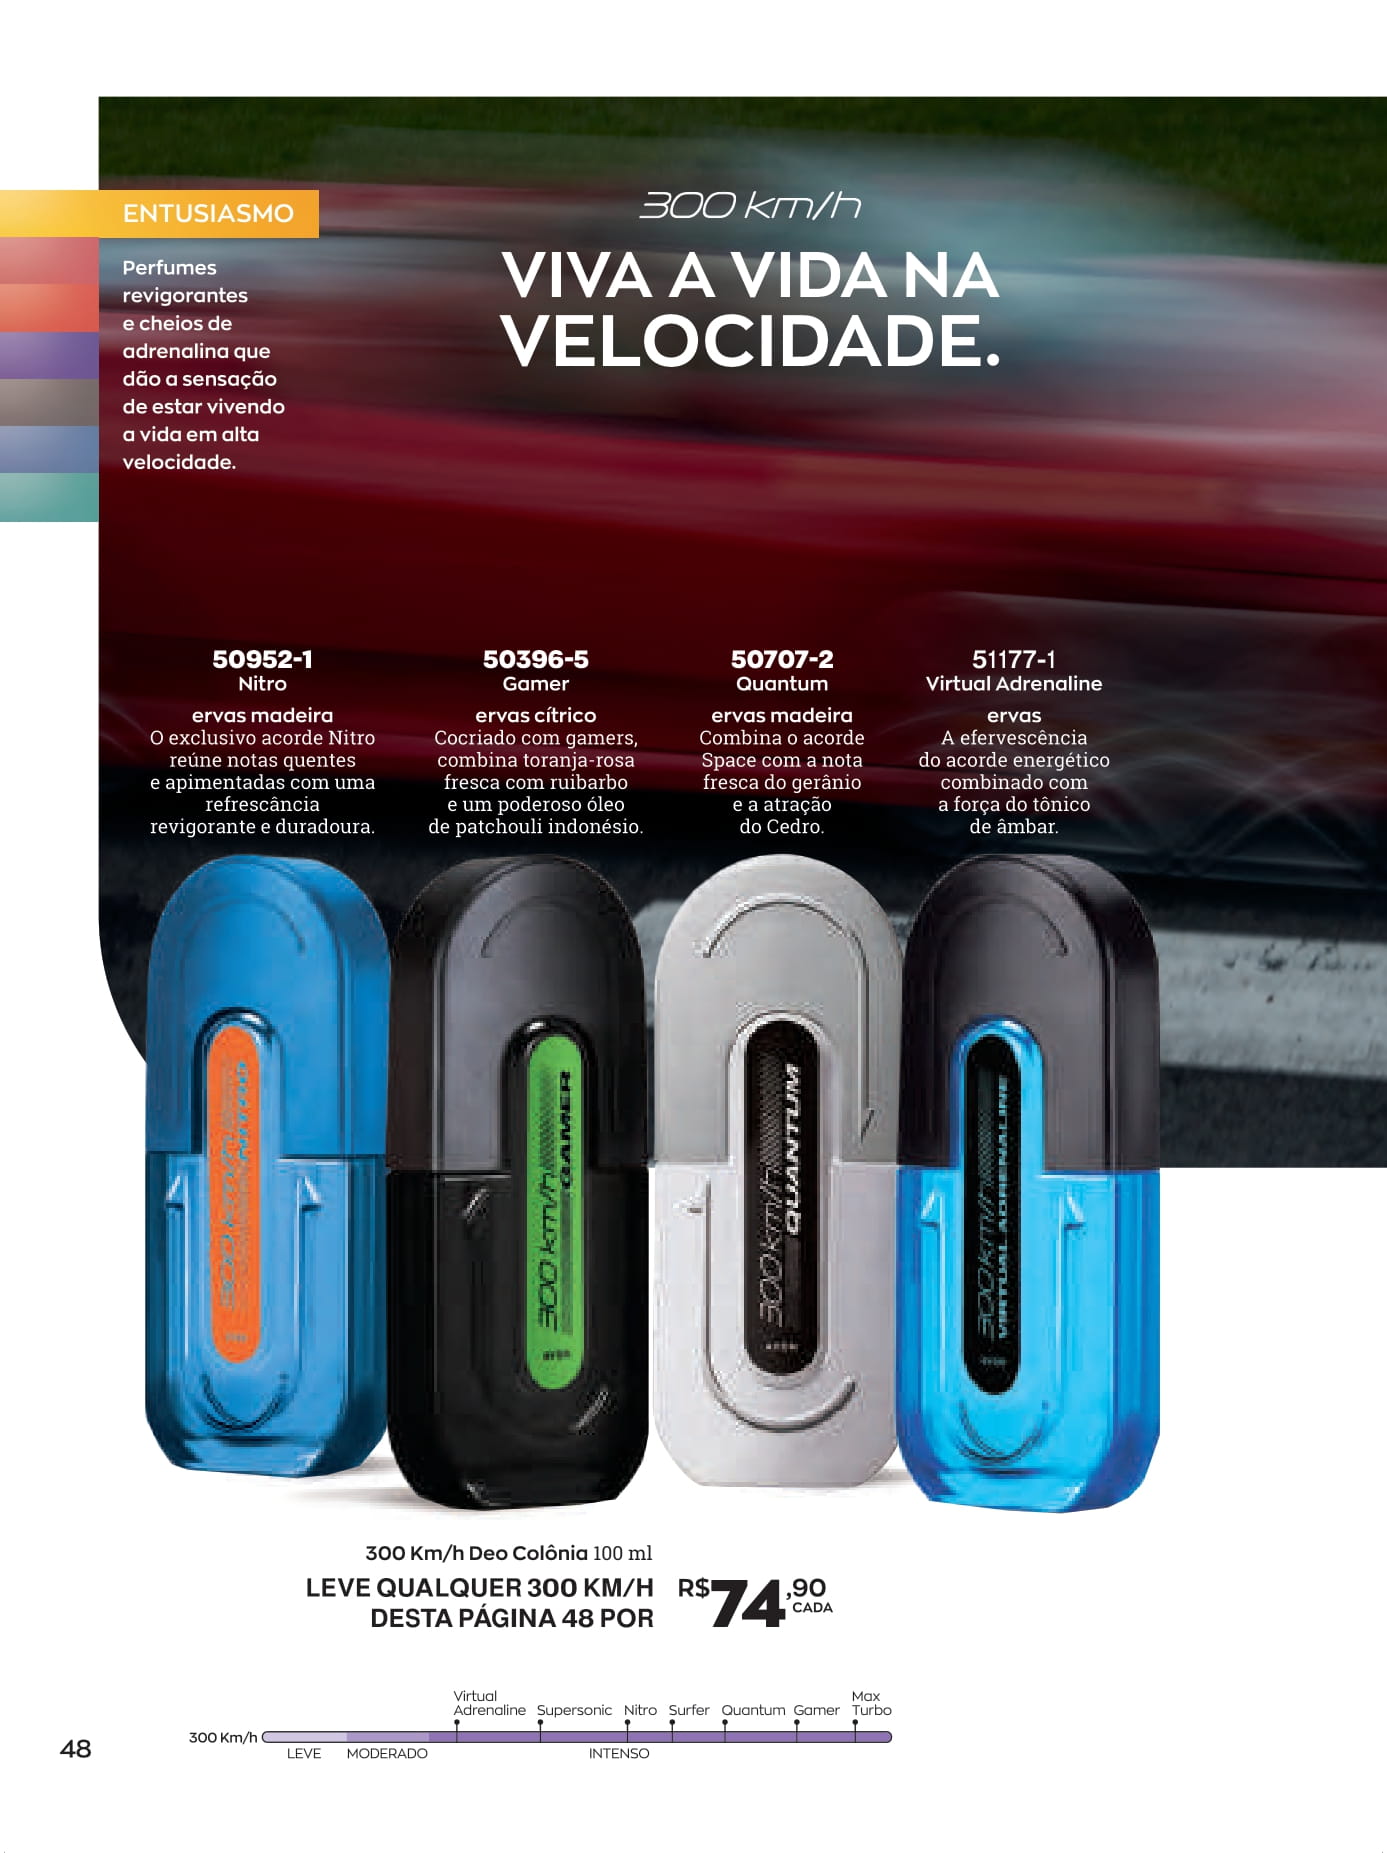 ENTUSIASMO
Perfumes
revigorantes
e cheios de
adrenalina que
dão a sensação
de estar vivendo
a vida em alta
velocidade.
300 km/h
VIVA A VIDA NA
VELOCIDADE.
50952-1
Nitro
ervas madeira
O exclusivo acorde Nitro
reúne notas quentes
e apimentadas com uma
refrescância
revigorante e duradoura.
50396-5
Gamer
ervas cítrico
Cocriado com gamers,
combina toranja-rosa
fresca com ruibarbo
e um poderoso óleo
de patchouli indonésio.
50707-2
Quantum
ervas madeira
Combina o acorde
Space com a nota
fresca do gerânio
e a atração
do Cedro.
51177-1
Virtual Adrenaline
ervas
A efervescência
do acorde energético
combinado com
a força do tônico
de âmbar.
300 km/h
NITRO
300 km/h
GAMER
AVON
300 km/h
QUANTUM
AVON
300 km/h
VIRTUAL ADRENALINE
AVON
300 Km/h Deo Colônia 100 ml
LEVE QUALQUER 300 KM/H
DESTA PÁGINA 48 POR
R$74,90
CADA
Virtual
Adrenaline
Supersonic
Nitro
Surfer
Quantum
Gamer
Max
Turbo
300 Km/h
LEVE
MODERADO
INTENSO
48